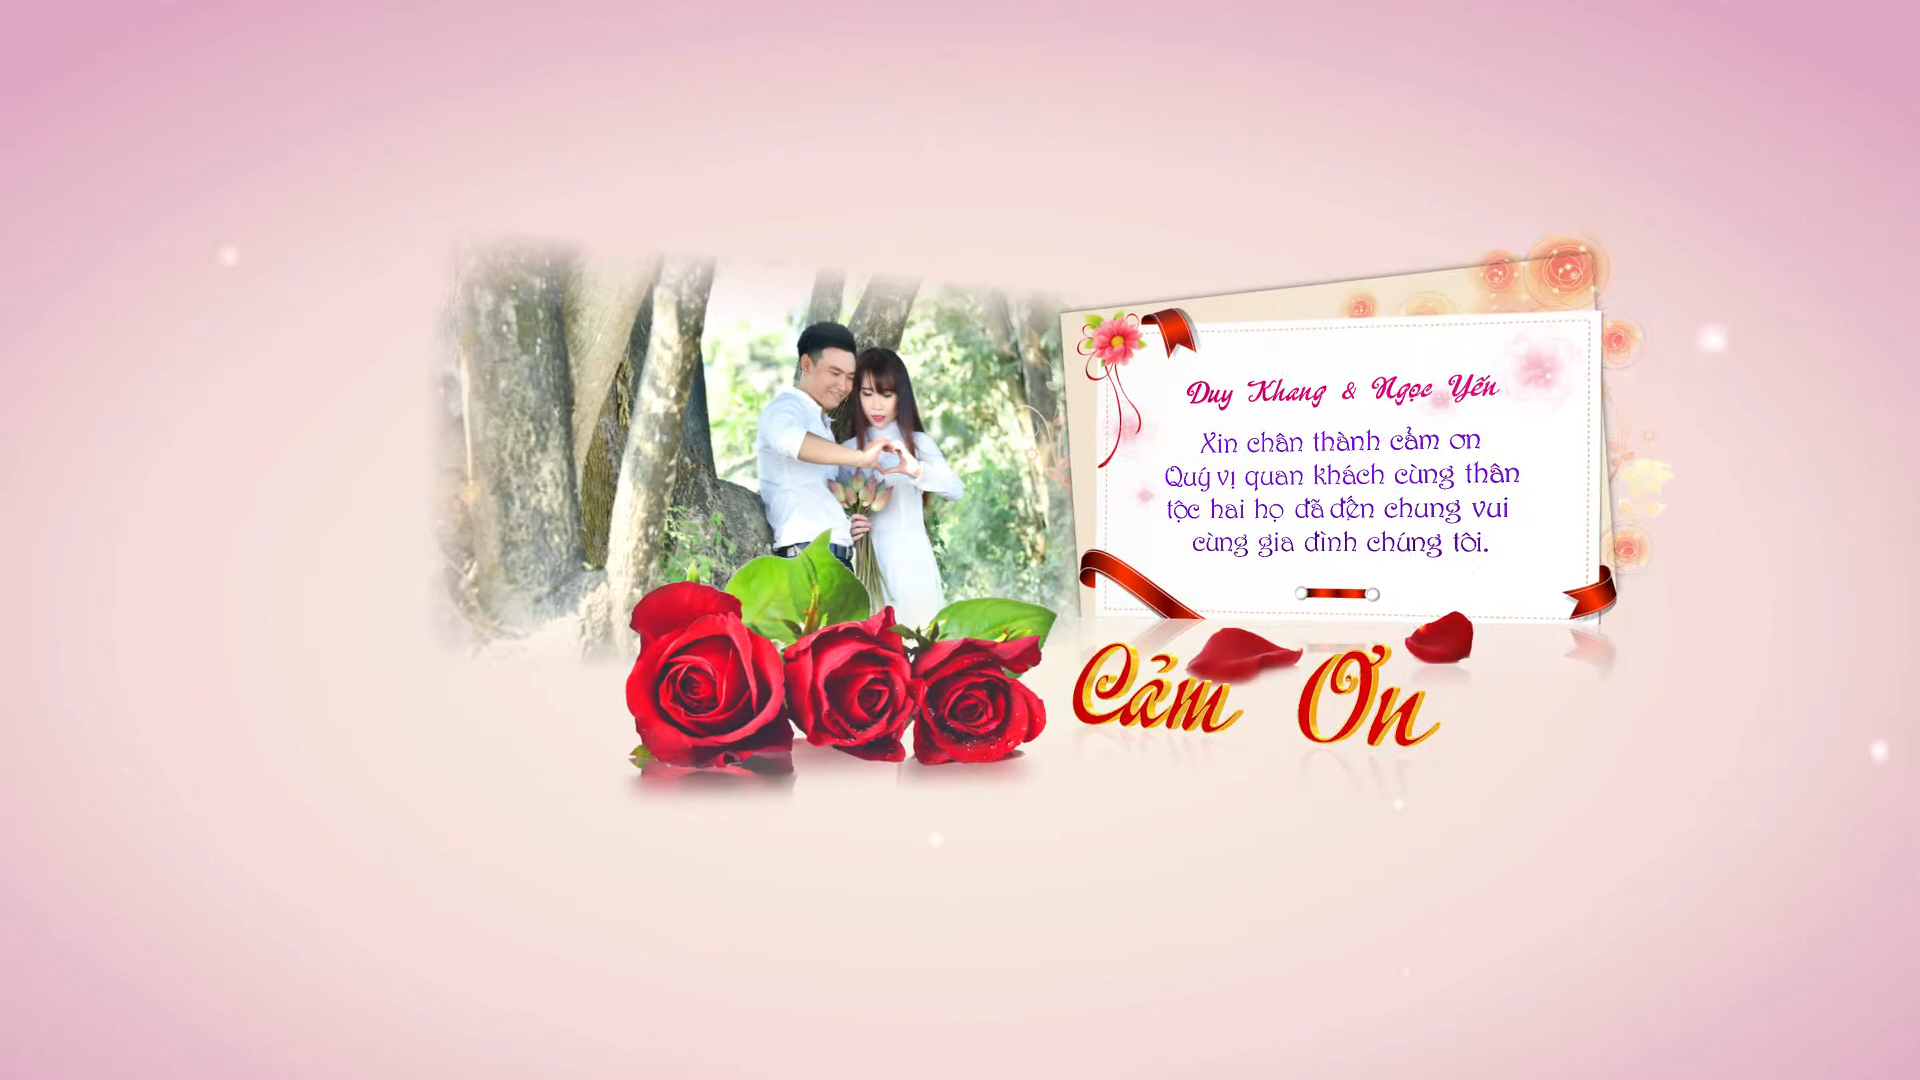 Duy Khang & Ngọc Yến
Xin chân thành cảm ơn
Quý vị quan khách cùng thân
tộc hai họ đã đến chung vui
cùng gia đình chúng tôi.
Cảm Ơn